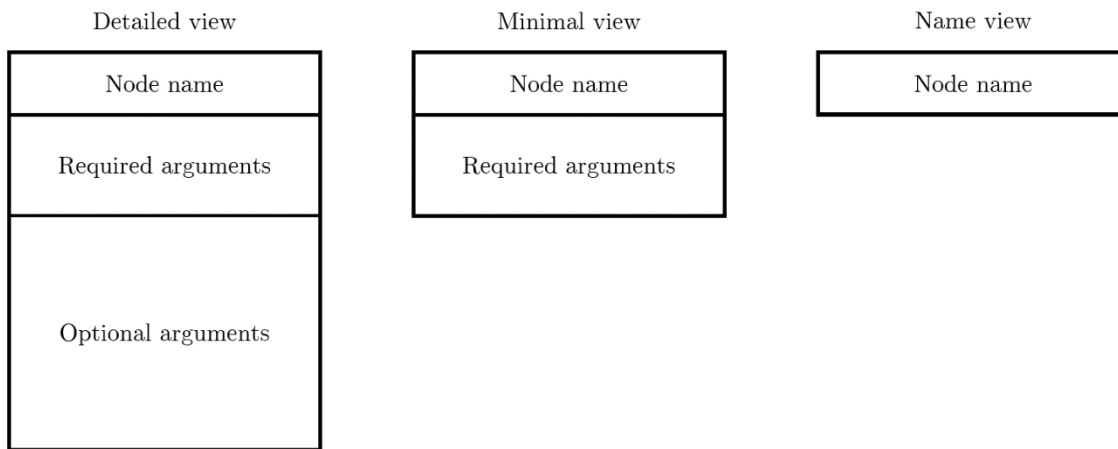 Detailed view
Minimal view
Name view
Node name
Node name
Node name
Required arguments
Required arguments
Optional arguments